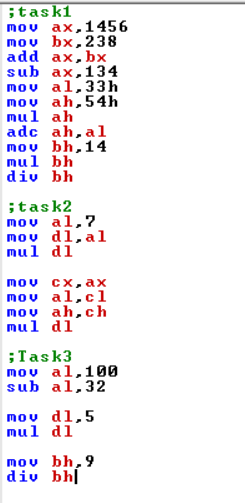 ;task1
mov ax,1456
mov bx,238
add ax,bx
sub ax,134
mov al,33h
mov ah,54h
mul ah
adc ah,al
mov bh,14
mul bh
div bh
;task2
mov al,7
mov dl,al
mul dl
mov cx,ax
mov al,cl
mov ah,ch
mul dl
;Task3
mov al,100
sub al,32
mov dl,5
mul dl
mov bh,9
div bh